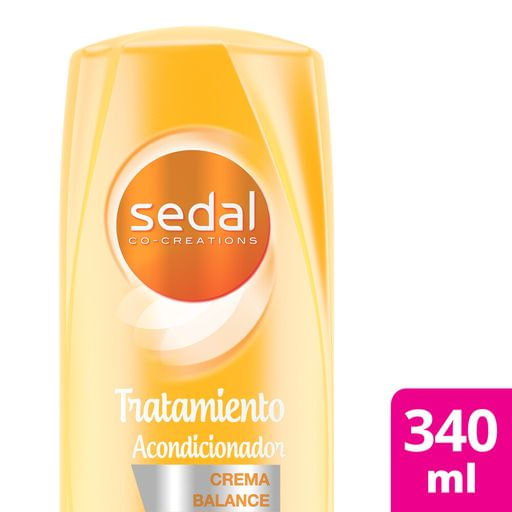 sedal
CO-CREATIONS
Tratamiento
Acondicionador
CREMA
BALANCE
340
ml